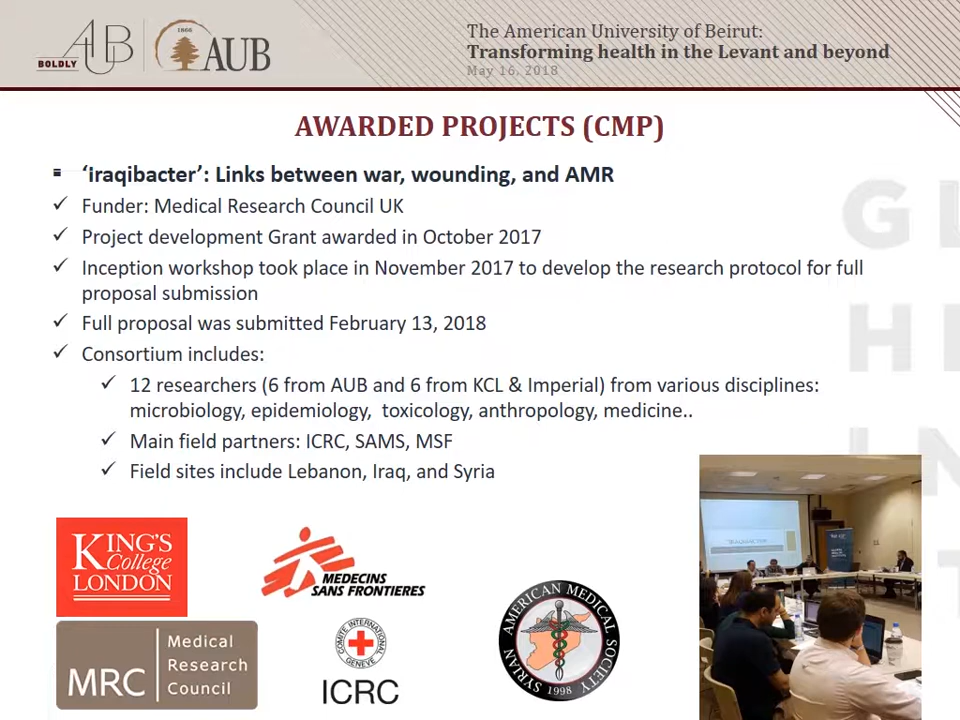 BOLDLY AUB
1866
AUB
The American University of Beirut:
Transforming health in the Levant and beyond
May 16, 2018
AWARDED PROJECTS (CMP)
‘Iraqibacter’: Links between war, wounding, and AMR
Funder: Medical Research Council UK
Project development Grant awarded in October 2017
Inception workshop took place in November 2017 to develop the research protocol for full
proposal submission
Full proposal was submitted February 13, 2018
Consortium includes:
12 researchers (6 from AUB and 6 from KCL & Imperial) from various disciplines:
microbiology, epidemiology, toxicology, anthropology, medicine..
Main field partners: ICRC, SAMS, MSF
Field sites include Lebanon, Iraq, and Syria
G L
H
I N
T
KING'S
College
LONDON
MEDECINS
SANS FRONTIERES
MRC
Medical
Research
Council
COMITE INTERNATIONAL
GENEVE
ICRC
SYRIAN AMERICAN MEDICAL SOCIETY
1998